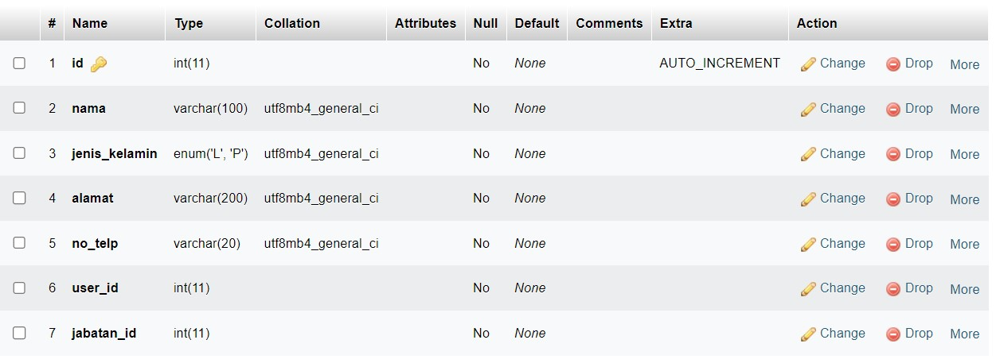 # Name Type Collation Attributes Null Default Comments Extra Action
1 id int(11) No None AUTO_INCREMENT Change Drop More
2 nama varchar(100) utf8mb4_general_ci No None Change Drop More
3 jenis_kelamin enum('L', 'P') utf8mb4_general_ci No None Change Drop More
4 alamat varchar(200) utf8mb4_general_ci No None Change Drop More
5 no_telp varchar(20) utf8mb4_general_ci No None Change Drop More
6 user_id int(11) No None Change Drop More
7 jabatan_id int(11) No None Change Drop More